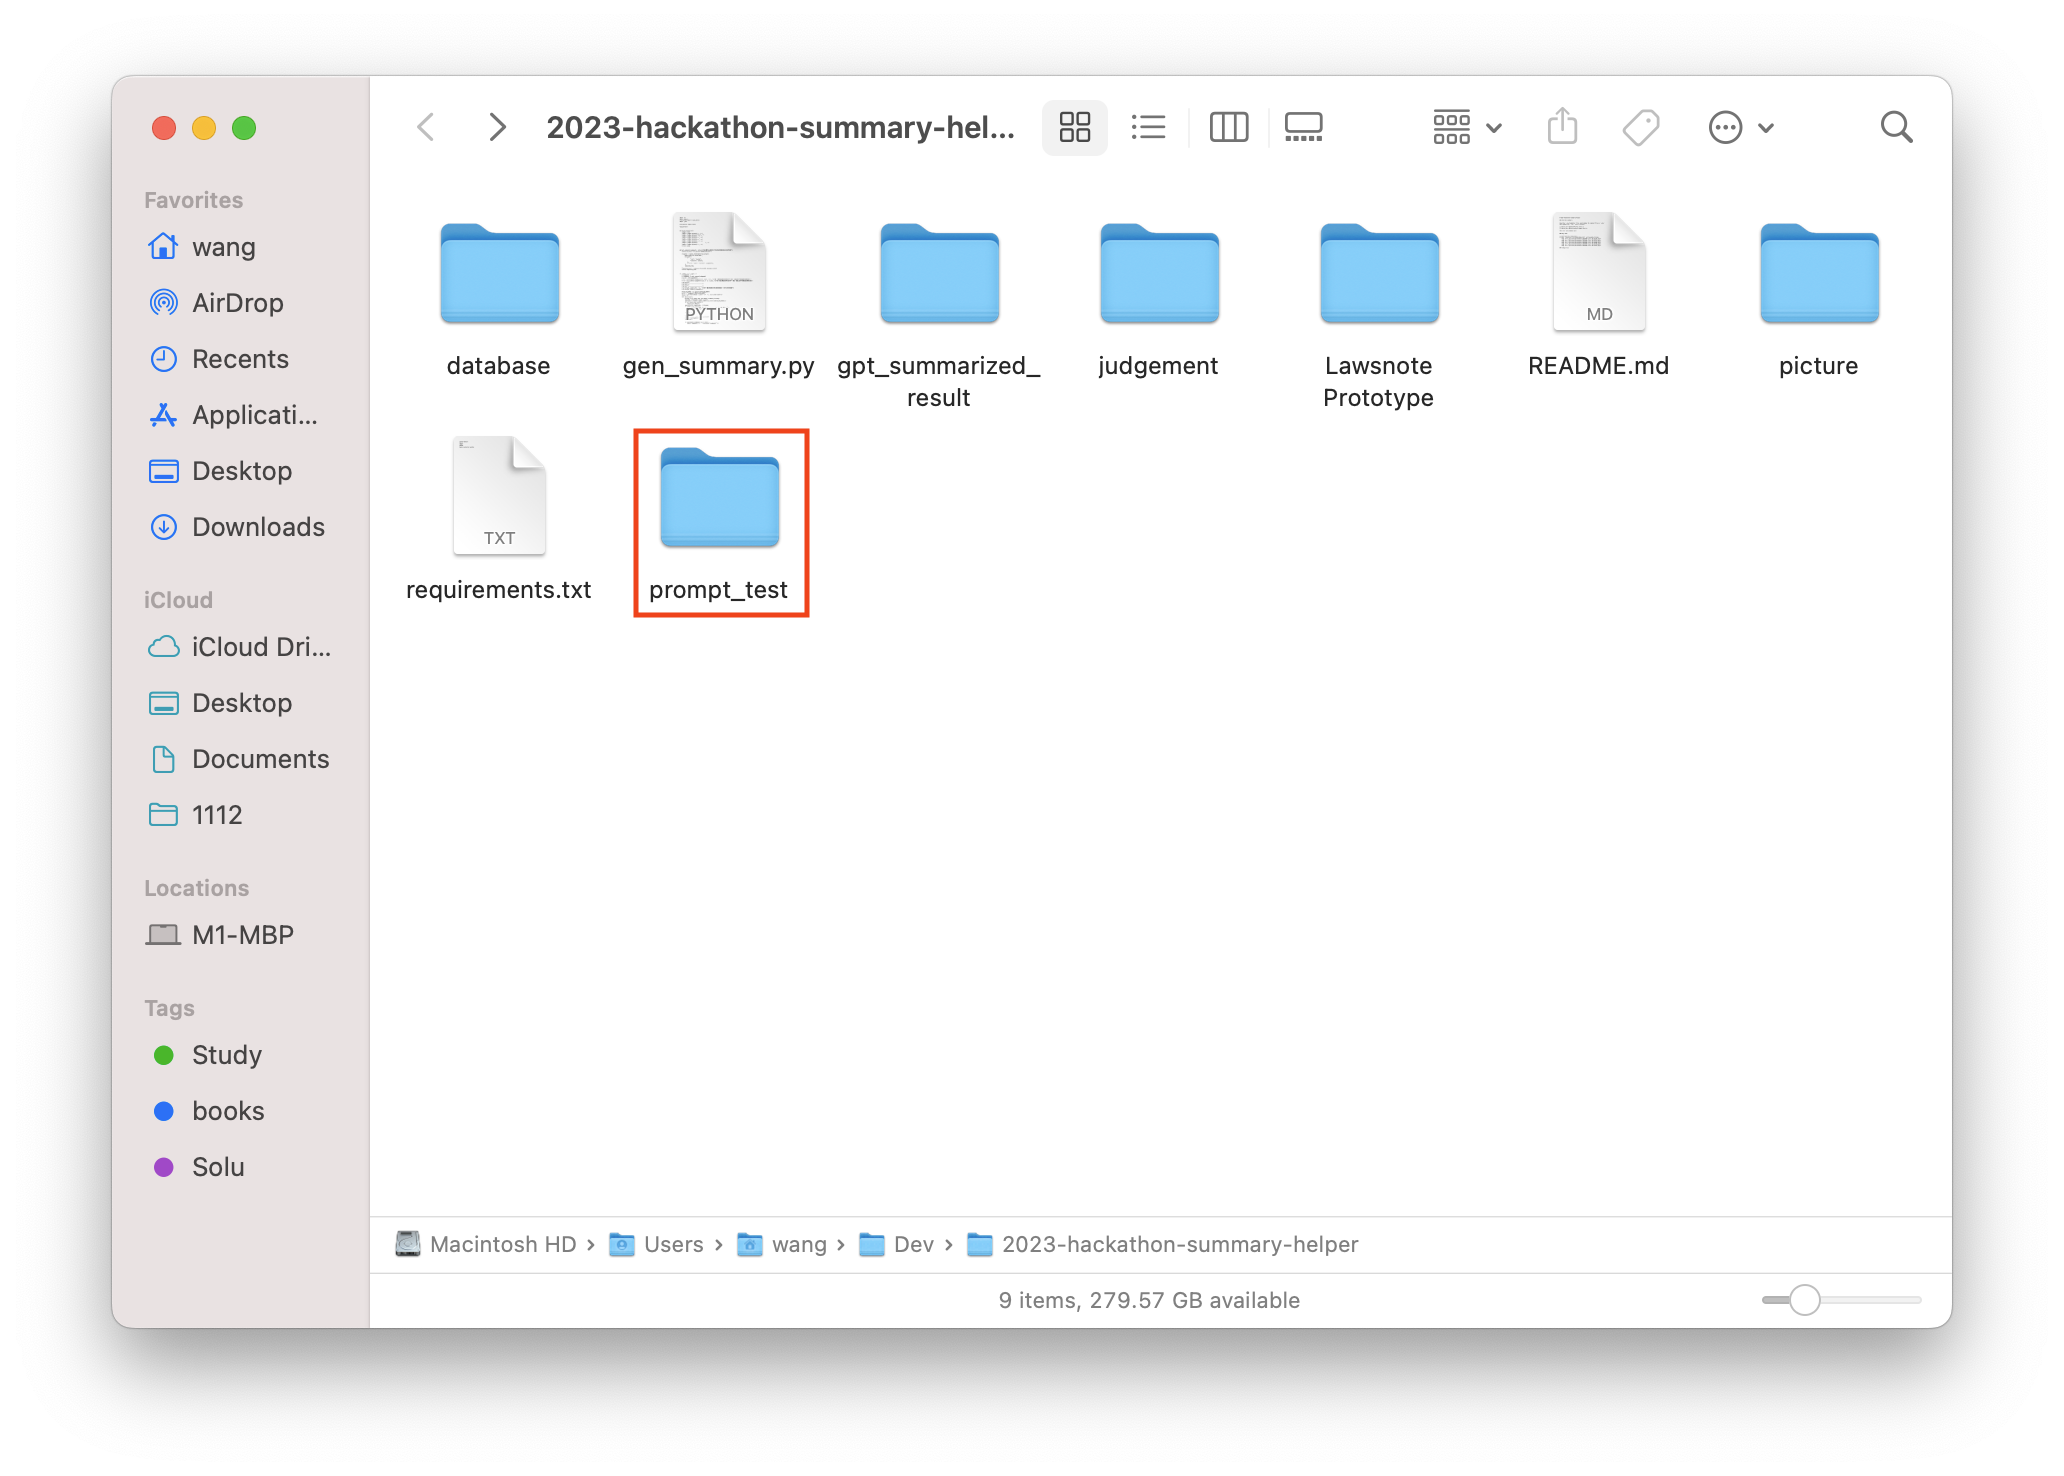 2023-hackathon-summary-hel...
Favorites
wang
AirDrop
Recents
Applicati...
Desktop
Downloads
iCloud
iCloud Dri...
Desktop
Documents
1112
Locations
M1-MBP
Tags
Study
books
Solu
PYTHON
MD
database
gen_summary.py
gpt_summarized_
result
judgement
Lawsnote
Prototype
README.md
picture
TXT
requirements.txt
prompt_test
Macintosh HD › Users › wang › Dev › 2023-hackathon-summary-helper
9 items, 279.57 GB available